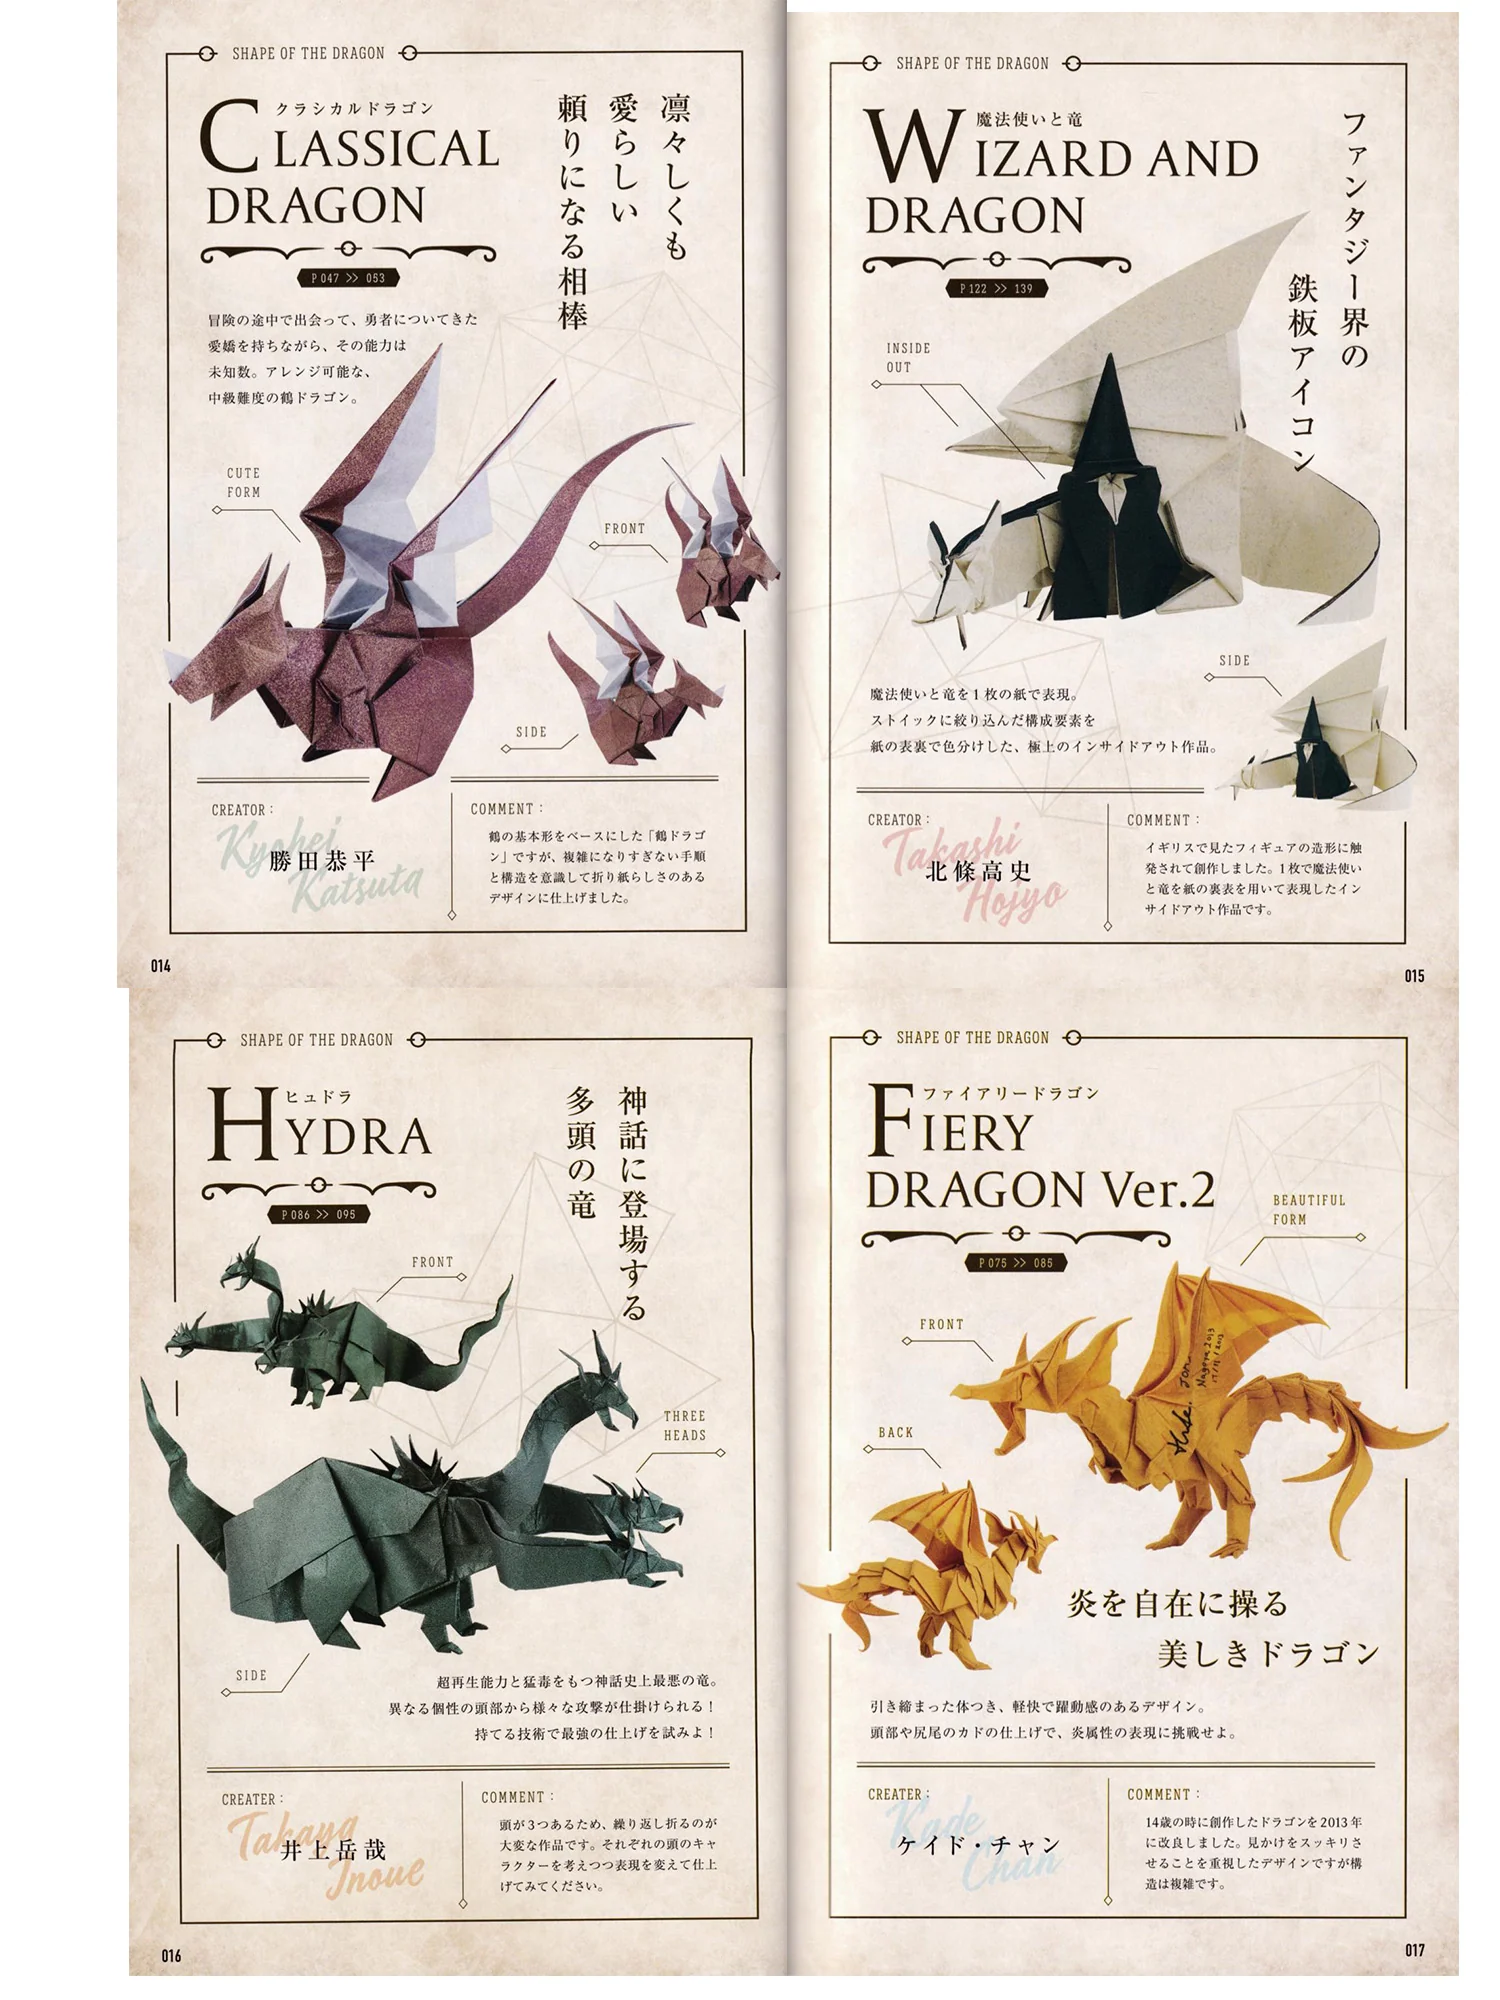 SHAPE OF THE DRAGON
クラシカルドラゴン
CLASSICAL
DRAGON
P047 >> 053
凛々しくも
愛らしい
頼りになる相棒
冒険の途中で出会って、勇者についてきた
愛嬌を持ちながら、その能力は
未知数。アレンジ可能な、
中級難度の鶴ドラゴン。
CUTE
FORM
FRONT
SIDE
CREATOR :
Kyohei
Katsuta
勝田恭平
COMMENT :
鶴の基本形をベースにした「鶴ドラゴ
ン」ですが、複雑になりすぎない手順
と構造を意識して折り紙らしさのある
デザインに仕上げました。
014
SHAPE OF THE DRAGON
魔法使いと竜
WIZARD AND
DRAGON
P122 >> 139
ファンタジー界の
鉄板アイコン
INSIDE
OUT
SIDE
魔法使いと竜を1枚の紙で表現。
ストイックに絞り込んだ構成要素を
紙の表裏で色分けした、極上のインサイドアウト作品。
CREATOR :
Takashi
Hojyo
北條高史
COMMENT :
イギリスで見たフィギュアの造形に触
発されて創作しました。1枚で魔法使い
と竜を紙の裏表を用いて表現したイン
サイドアウト作品です。
015
SHAPE OF THE DRAGON
ヒュドラ
HYDRA
P086 >> 095
神話に登場する
多頭の竜
FRONT
THREE
HEADS
SIDE
超再生能力と猛毒をもつ神話史上最悪の竜。
異なる個性の頭部から様々な攻撃が仕掛けられる！
持てる技術で最強の仕上げを試みよ！
CREATER :
Takaya
Inoue
井上岳哉
COMMENT :
頭が3つあるため、繰り返し折るのが
大変な作品です。それぞれの頭のキャ
ラクターを考えつつ表現を変えて仕上
げてみてください。
016
SHAPE OF THE DRAGON
ファイアリードラゴン
FIERY
DRAGON Ver.2
P075 >> 085
BEAUTIFUL
FORM
FRONT
BACK
炎を自在に操る
美しきドラゴン
引き締まった体つき、軽快で躍動感のあるデザイン。
頭部や尻尾のカドの仕上げで、炎属性の表現に挑戦せよ。
CREATER :
Kade
Chan
ケイド・チャン
COMMENT :
14歳の時に創作したドラゴンを2013年
に改良しました。見かけをスッキリさ
せることを重視したデザインですが構
造は複雑です。
017